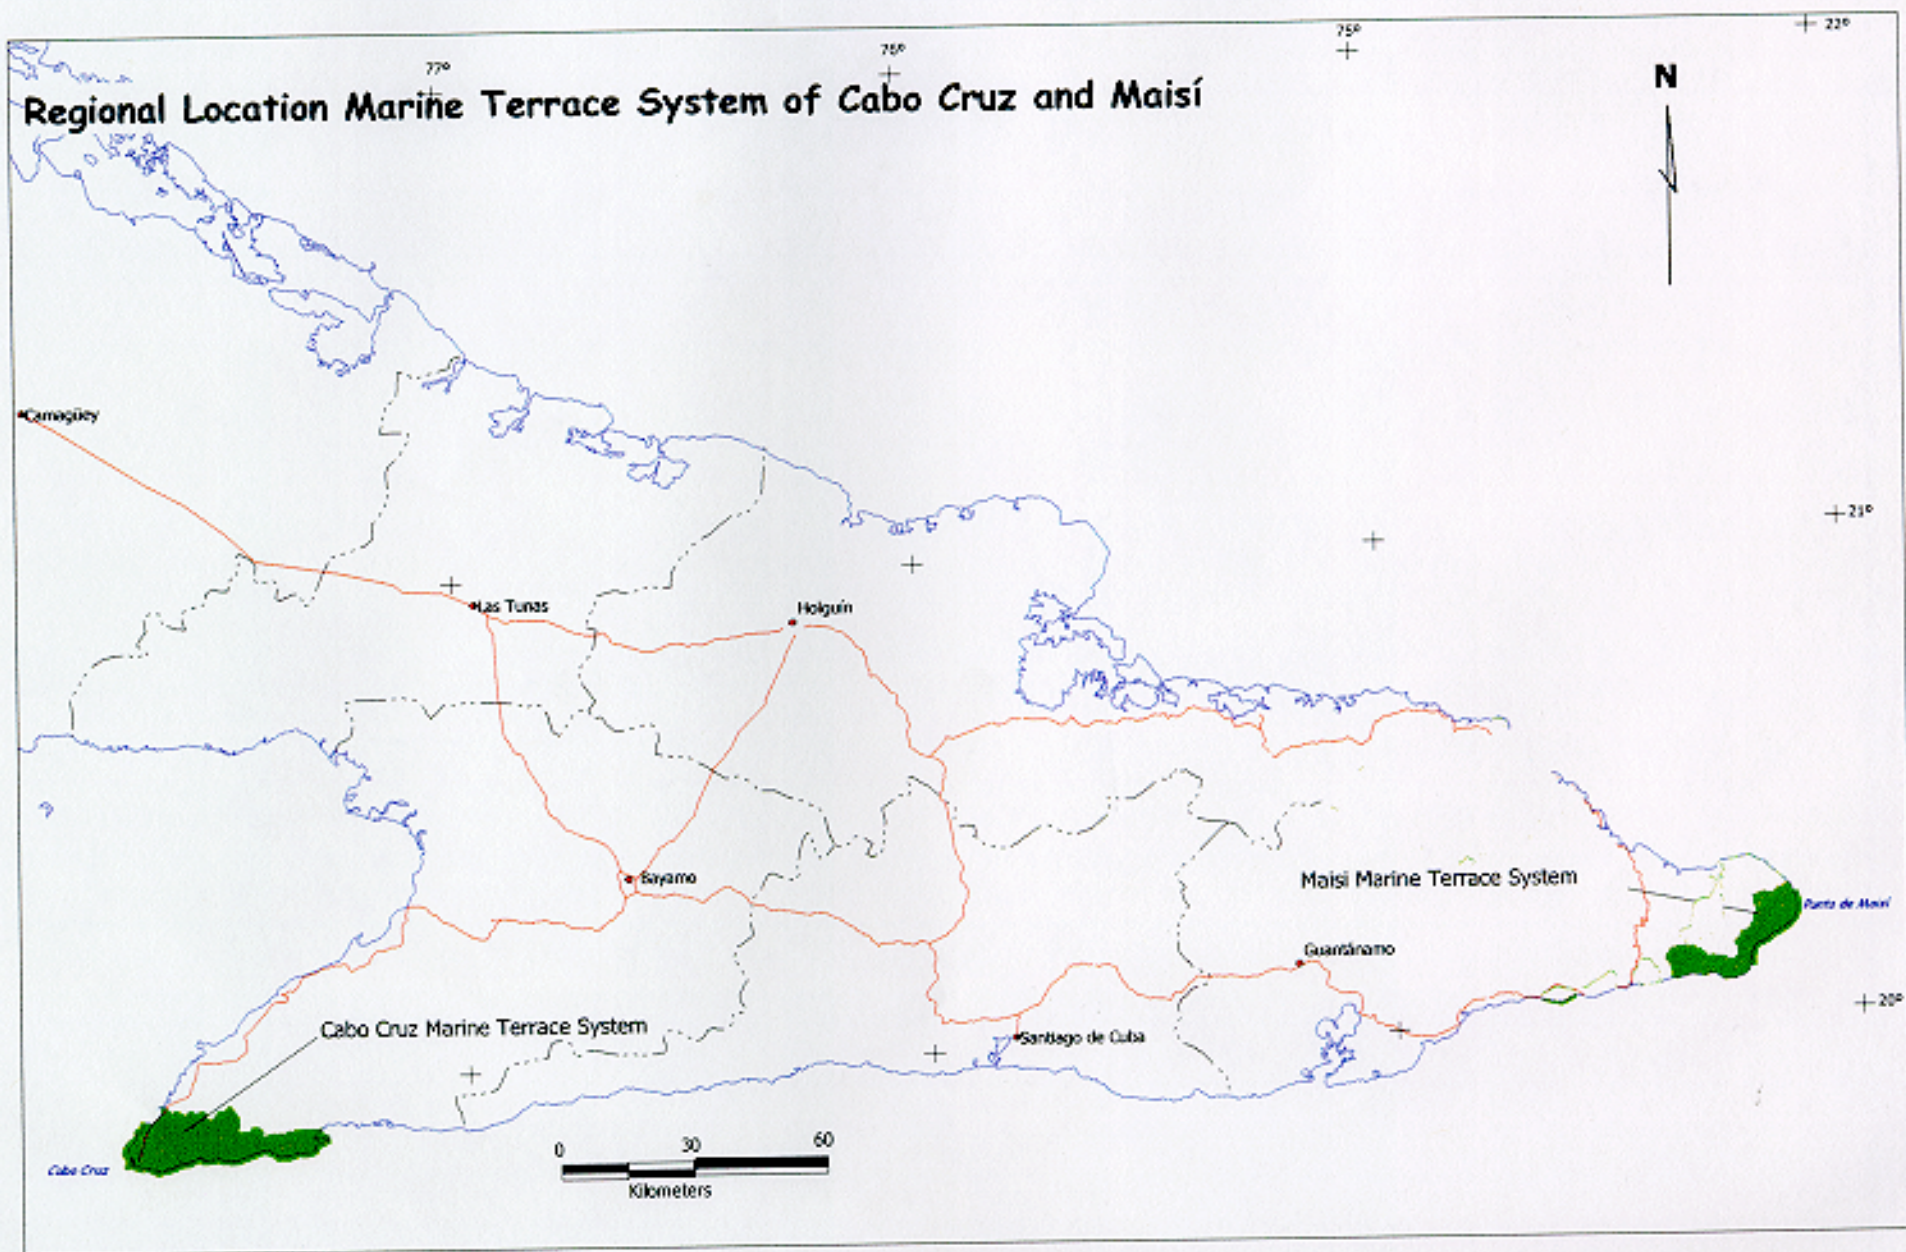 77º
76º
75º
22º
Regional Location Marine Terrace System of Cabo Cruz and Maisí
N
Camagüey
21º
Las Tunas
Holguín
Bayamo
Maisi Marine Terrace System
Punta de Maisí
Guantánamo
20º
Cabo Cruz Marine Terrace System
Santiago de Cuba
Cabo Cruz
0 30 60
Kilometers